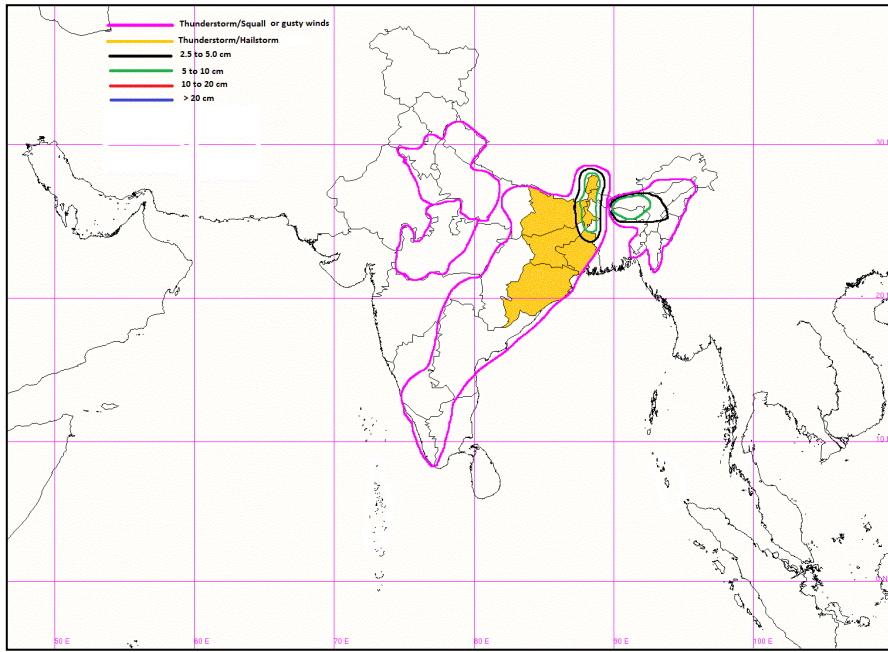 Thunderstorm/Squall or gusty winds
Thunderstorm/Hailstorm
2.5 to 5.0 cm
5 to 10 cm
10 to 20 cm
> 20 cm
30 N
20 N
10 N
0 N
50 E
60 E
70 E
80 E
90 E
100 E